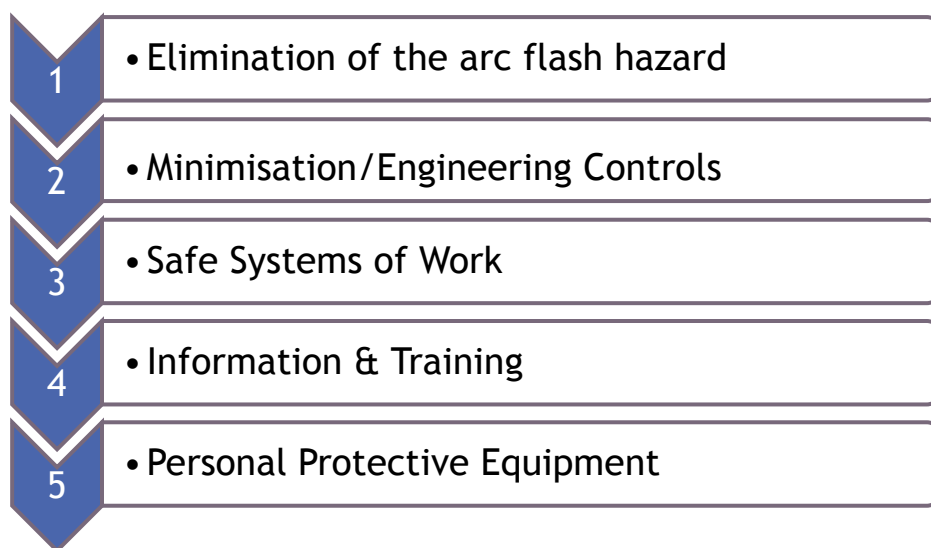 1
• Elimination of the arc flash hazard
2
• Minimisation/Engineering Controls
3
• Safe Systems of Work
4
• Information & Training
5
• Personal Protective Equipment